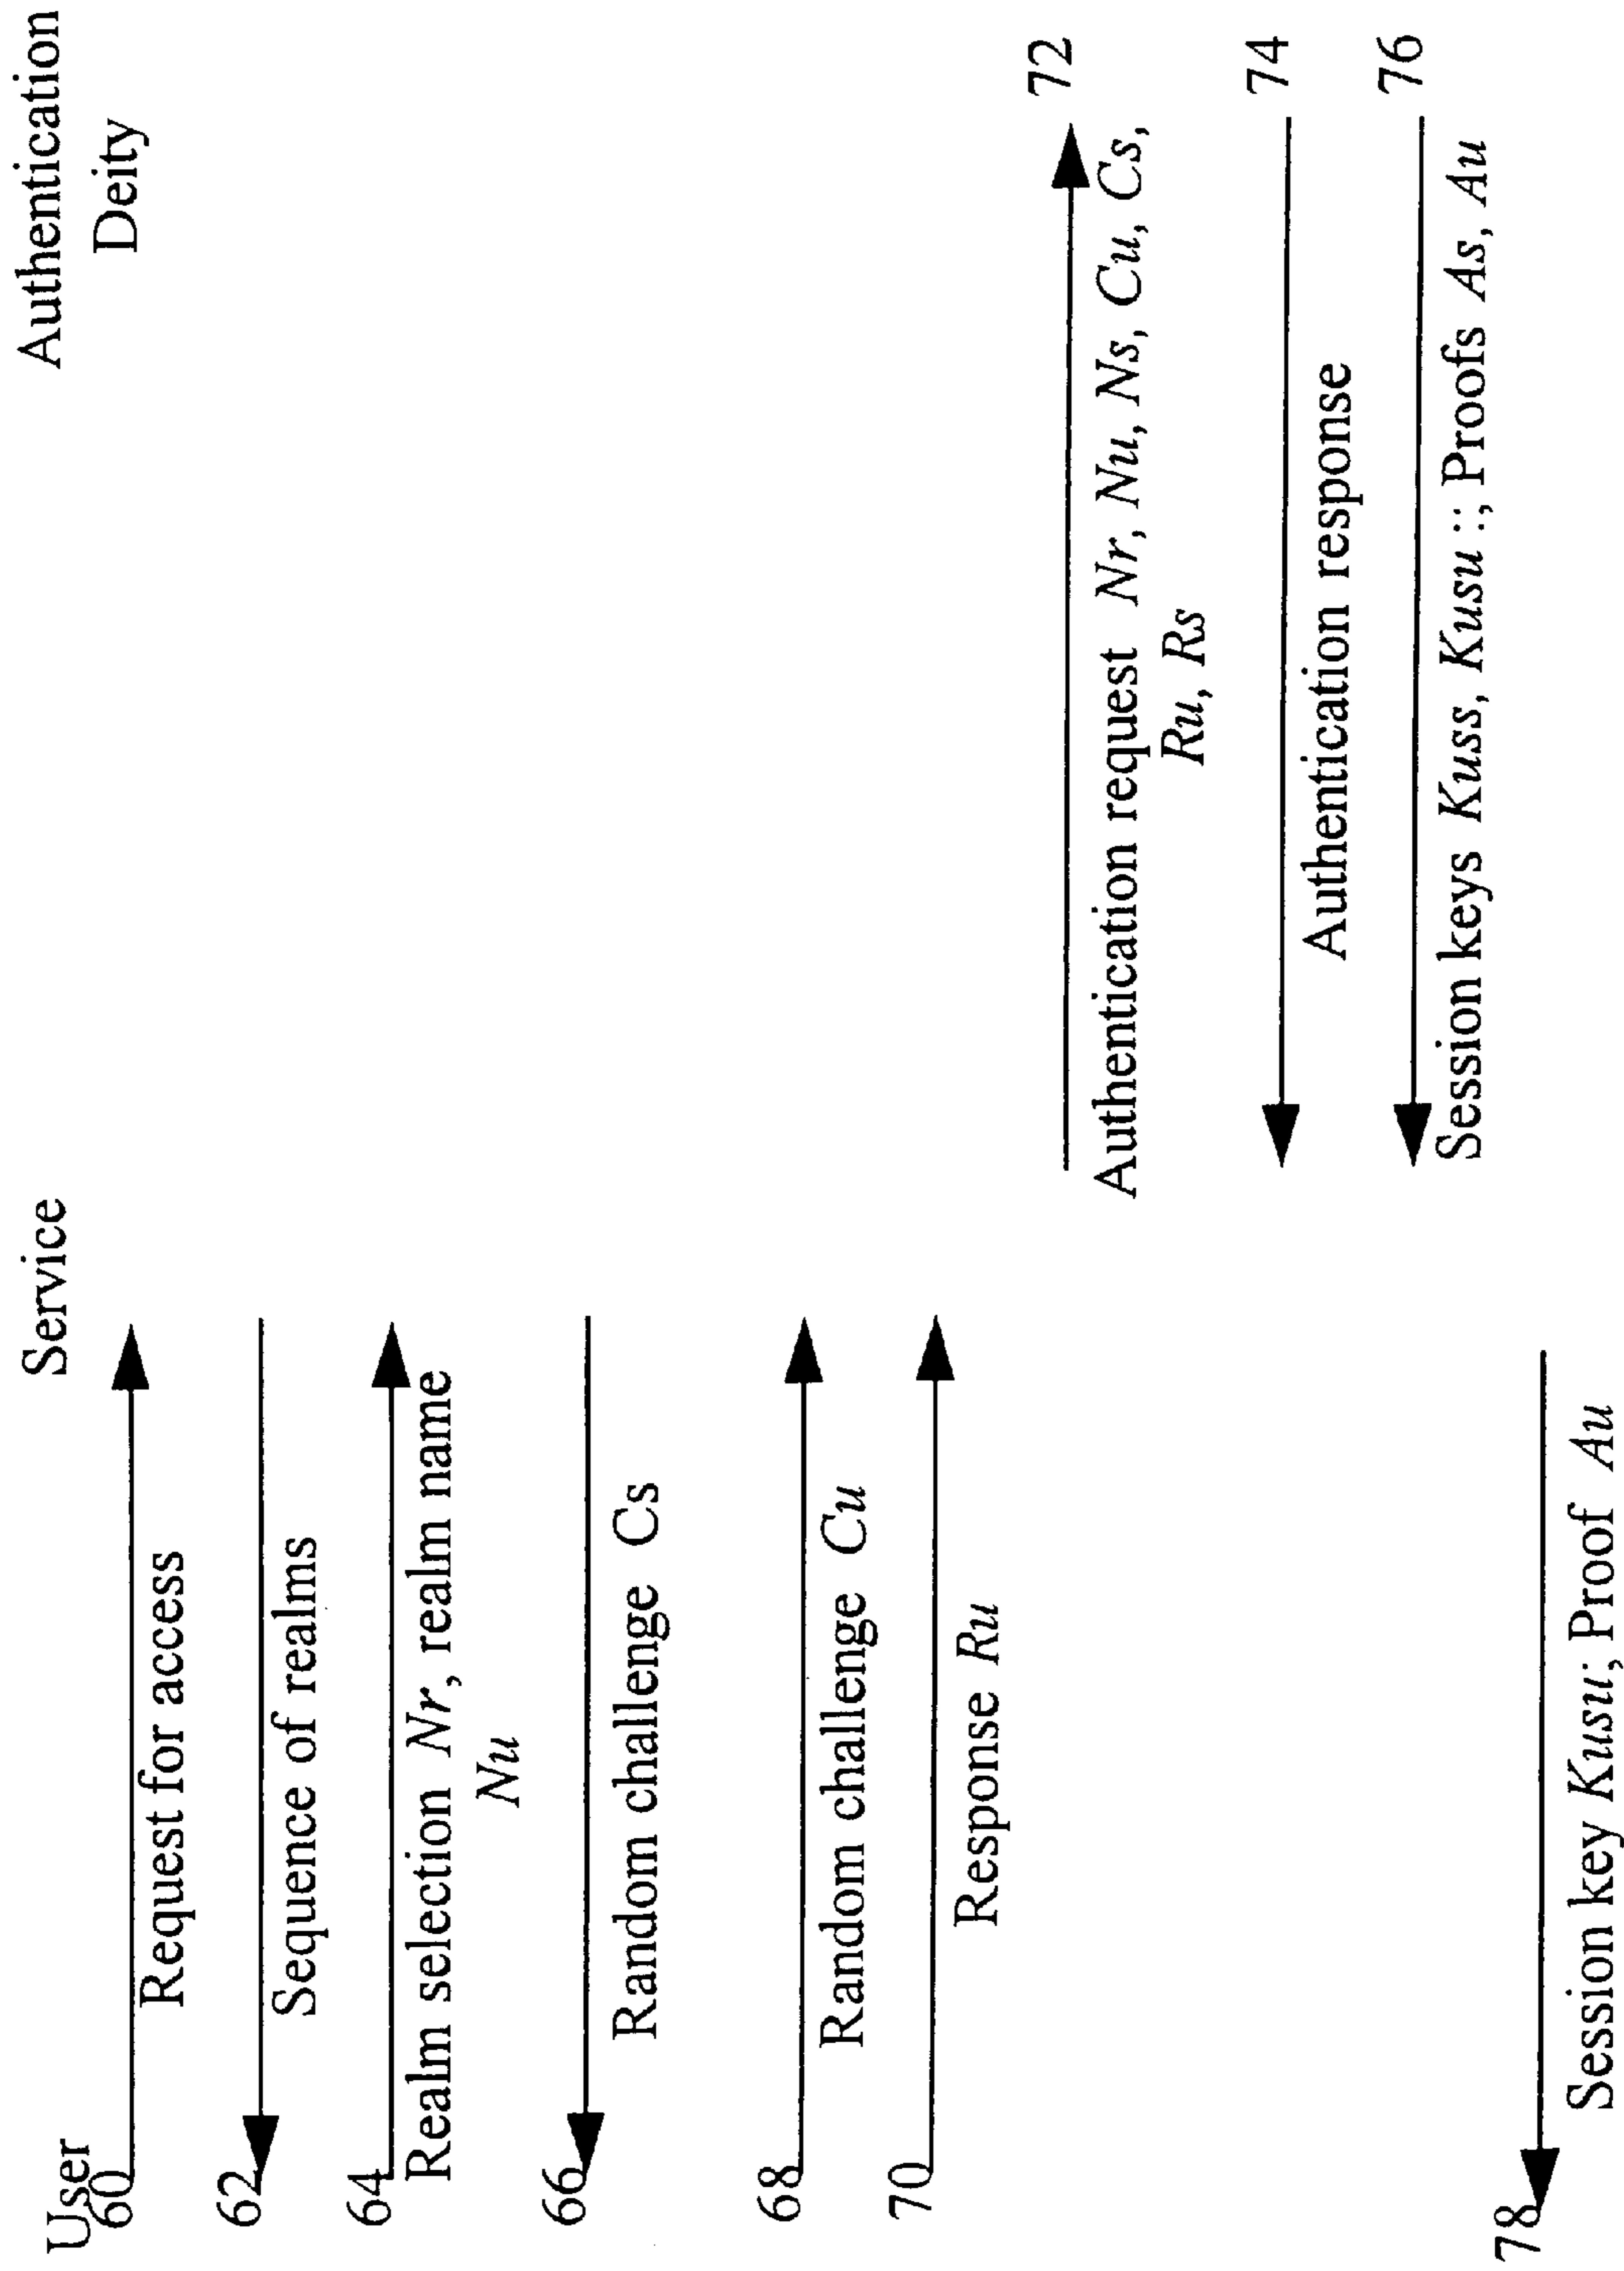 User
Service
Authentication
Deity
60
Request for access
62
Sequence of realms
64
Realm selection Nr, realm name
Nu
66
Random challenge Cs
68
Random challenge Cu
70
Response Ru
72
Authentication request Nr, Nu, Ns, Cu, Cs,
Ru, Rs
74
Authentication response
76
Session keys Kuss, Kusu :; Proofs As, Au
78
Session key Kusu; Proof Au